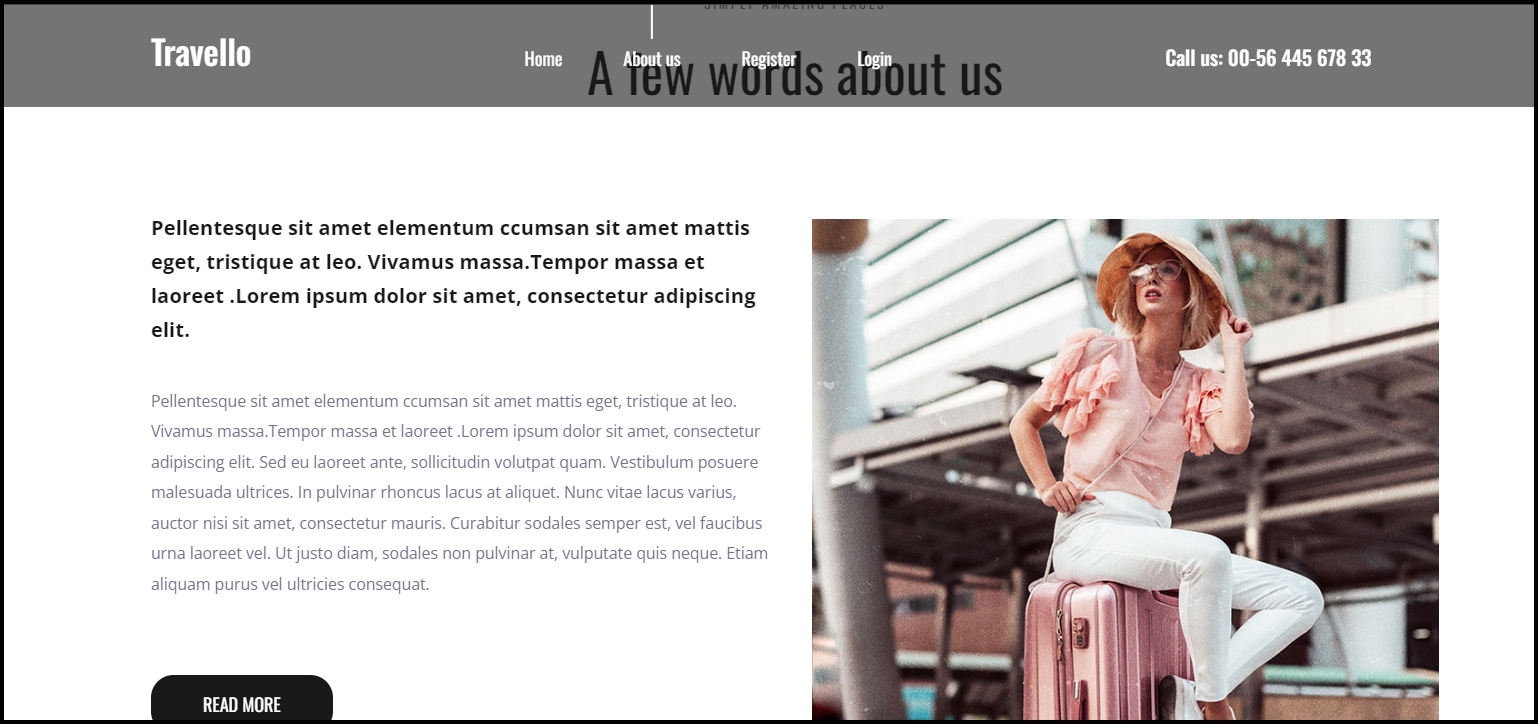 SIMPLY AMAZING PLACES
Travello
Home About us Register Login
Call us: 00-56 445 678 33
A few words about us
Pellentesque sit amet elementum ccumsan sit amet mattis
eget, tristique at leo. Vivamus massa.Tempor massa et
laoreet .Lorem ipsum dolor sit amet, consectetur adipiscing
elit.
Pellentesque sit amet elementum ccumsan sit amet mattis eget, tristique at leo.
Vivamus massa.Tempor massa et laoreet .Lorem ipsum dolor sit amet, consectetur
adipiscing elit. Sed eu laoreet ante, sollicitudin volutpat quam. Vestibulum posuere
malesuada ultrices. In pulvinar rhoncus lacus at aliquet. Nunc vitae lacus varius,
auctor nisi sit amet, consectetur mauris. Curabitur sodales semper est, vel faucibus
urna laoreet vel. Ut justo diam, sodales non pulvinar at, vulputate quis neque. Etiam
aliquam purus vel ultricies consequat.
READ MORE